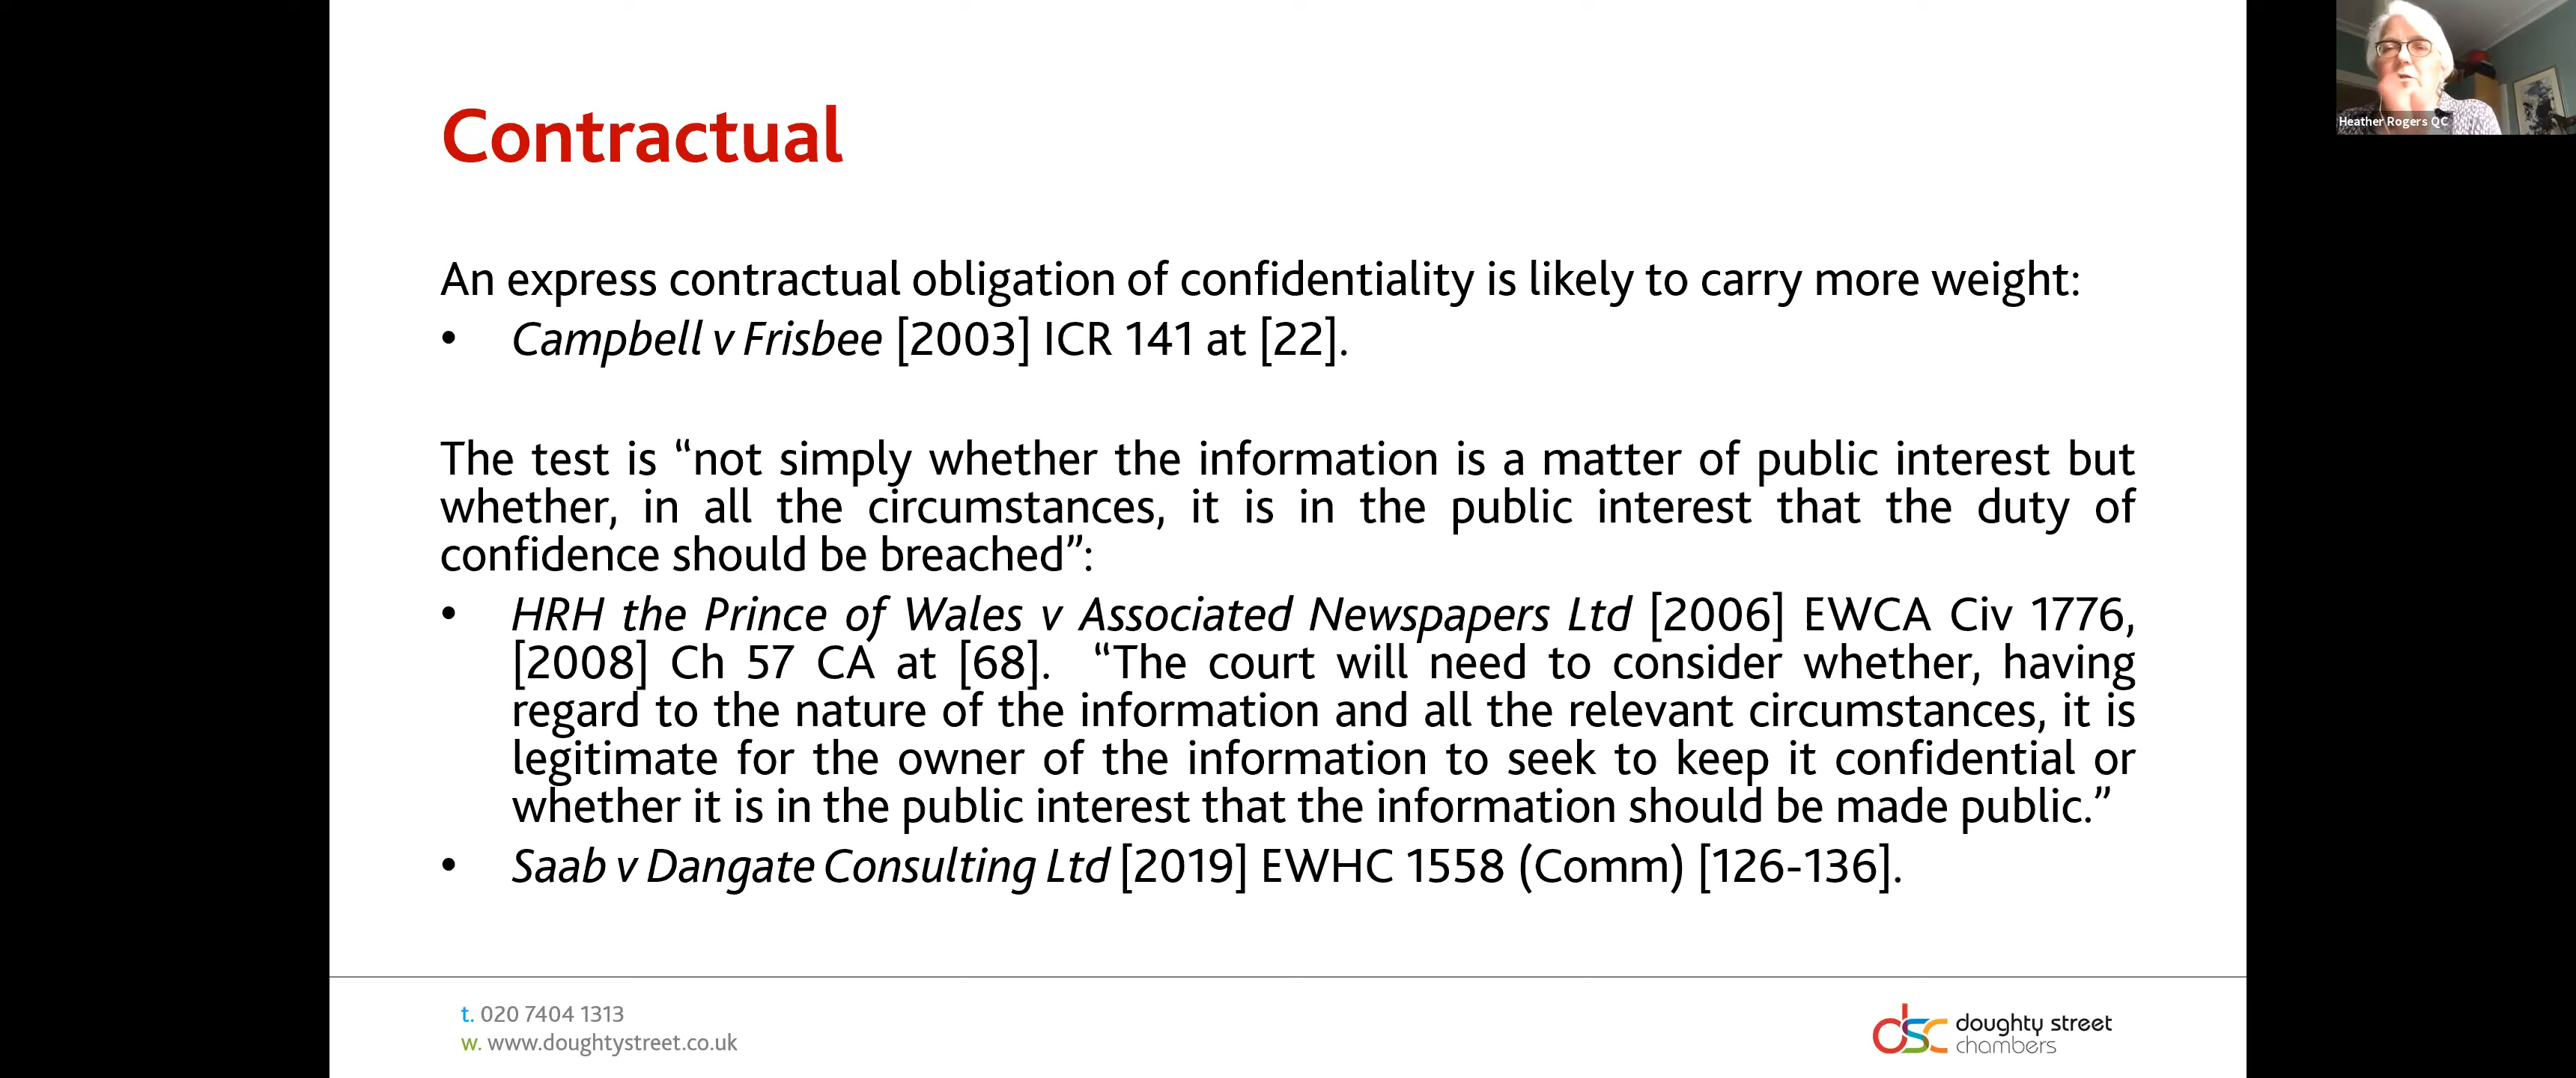 Heather Rogers QC
Contractual
An express contractual obligation of confidentiality is likely to carry more weight:
• Campbell v Frisbee [2003] ICR 141 at [22].
The test is “not simply whether the information is a matter of public interest but
whether, in all the circumstances, it is in the public interest that the duty of
confidence should be breached”:
• HRH the Prince of Wales v Associated Newspapers Ltd [2006] EWCA Civ 1776,
[2008] Ch 57 CA at [68]. “The court will need to consider whether, having
regard to the nature of the information and all the relevant circumstances, it is
legitimate for the owner of the information to seek to keep it confidential or
whether it is in the public interest that the information should be made public.”
• Saab v Dangate Consulting Ltd [2019] EWHC 1558 (Comm) [126-136].
t. 020 7404 1313
w. www.doughtystreet.co.uk
dsc doughty street
chambers